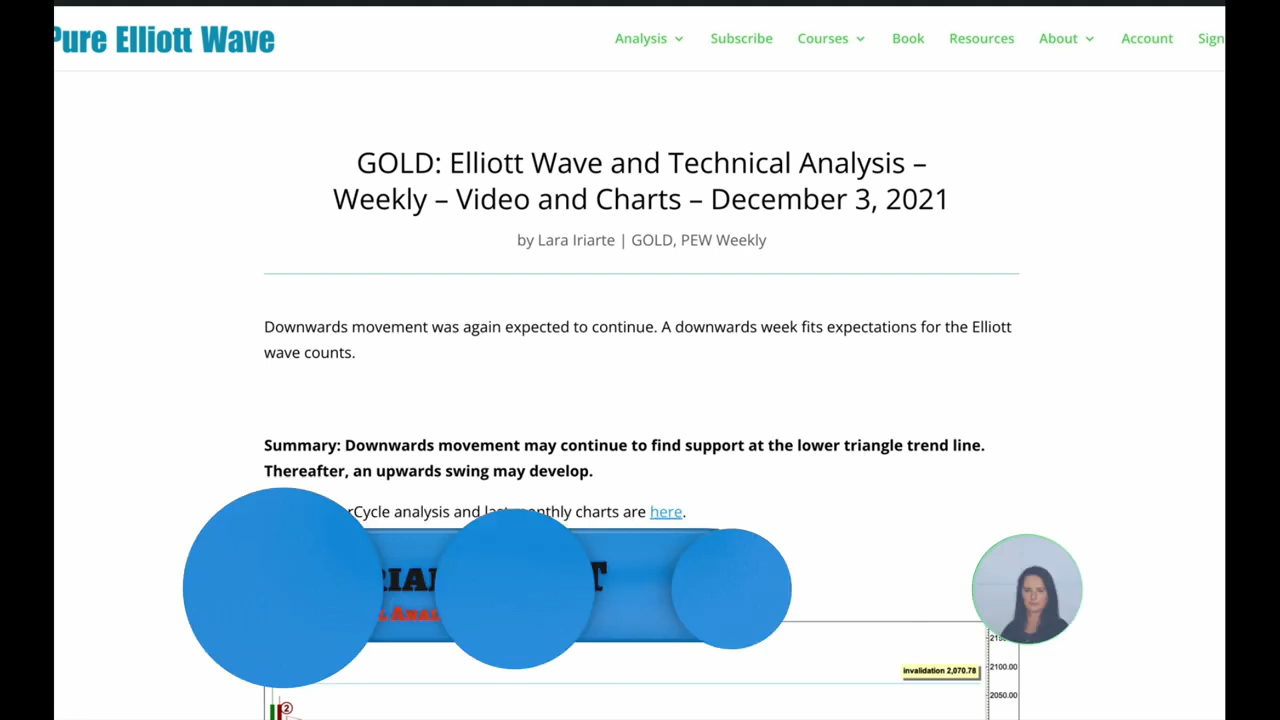 Pure Elliott Wave
Analysis Subscribe Courses Book Resources About Account Sign
GOLD: Elliott Wave and Technical Analysis –
Weekly – Video and Charts – December 3, 2021
by Lara Iriarte | GOLD, PEW Weekly
Downwards movement was again expected to continue. A downwards week fits expectations for the Elliott
wave counts.
Summary: Downwards movement may continue to find support at the lower triangle trend line.
Thereafter, an upwards swing may develop.
rCycle analysis and last monthly charts are here.
invalidation 2,070.78
2100.00
2050.00
2